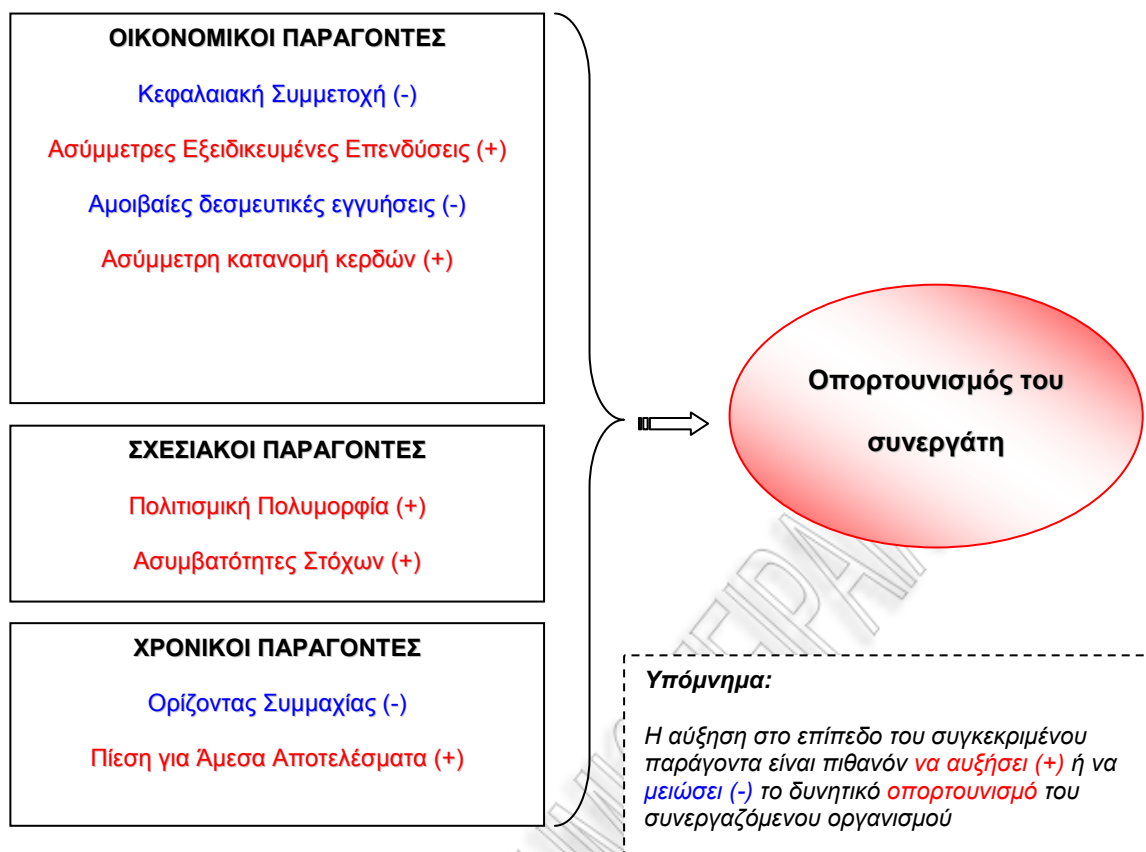 ΟΙΚΟΝΟΜΙΚΟΙ ΠΑΡΑΓΟΝΤΕΣ
Κεφαλαιακή Συμμετοχή (-)
Ασύμμετρες Εξειδικευμένες Επενδύσεις (+)
Αμοιβαίες δεσμευτικές εγγυήσεις (-)
Ασύμμετρη κατανομή κερδών (+)
ΣΧΕΣΙΑΚΟΙ ΠΑΡΑΓΟΝΤΕΣ
Πολιτισμική Πολυμορφία (+)
Ασυμβατότητες Στόχων (+)
ΧΡΟΝΙΚΟΙ ΠΑΡΑΓΟΝΤΕΣ
Ορίζοντας Συμμαχίας (-)
Πίεση για Άμεσα Αποτελέσματα (+)
Οπορτουνισμός του
συνεργάτη
Υπόμνημα:
Η αύξηση στο επίπεδο του συγκεκριμένου
παράγοντα είναι πιθανόν να αυξήσει (+) ή να
μειώσει (-) το δυνητικό οπορτουνισμό του
συνεργαζόμενου οργανισμού